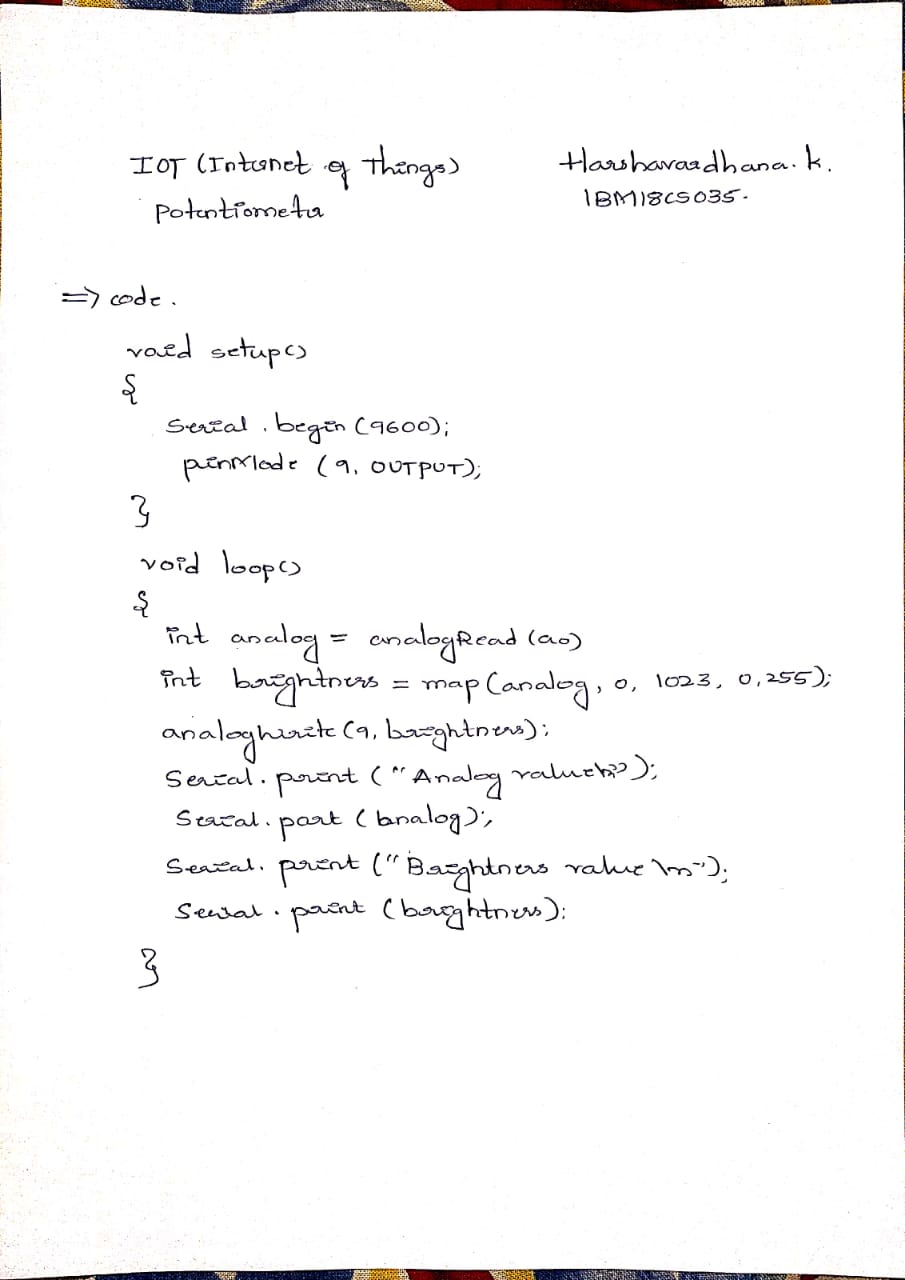 IOT (Internet of Things)
Harshavardhana. K.
1BM18CS035.
Potentiometer
=> code.
void setup()
{
Serial.begin (9600);
pinMode (9, OUTPUT);
}
void loop()
{
int analog = analogRead (a0)
int brightness = map (analog, 0, 1023, 0, 255);
analogwrite (9, brightness);
Serial. print ("Analog value\n");
Serial. print (analog);
Serial. print ("Brightness value \n");
Serial. print (brightness);
}